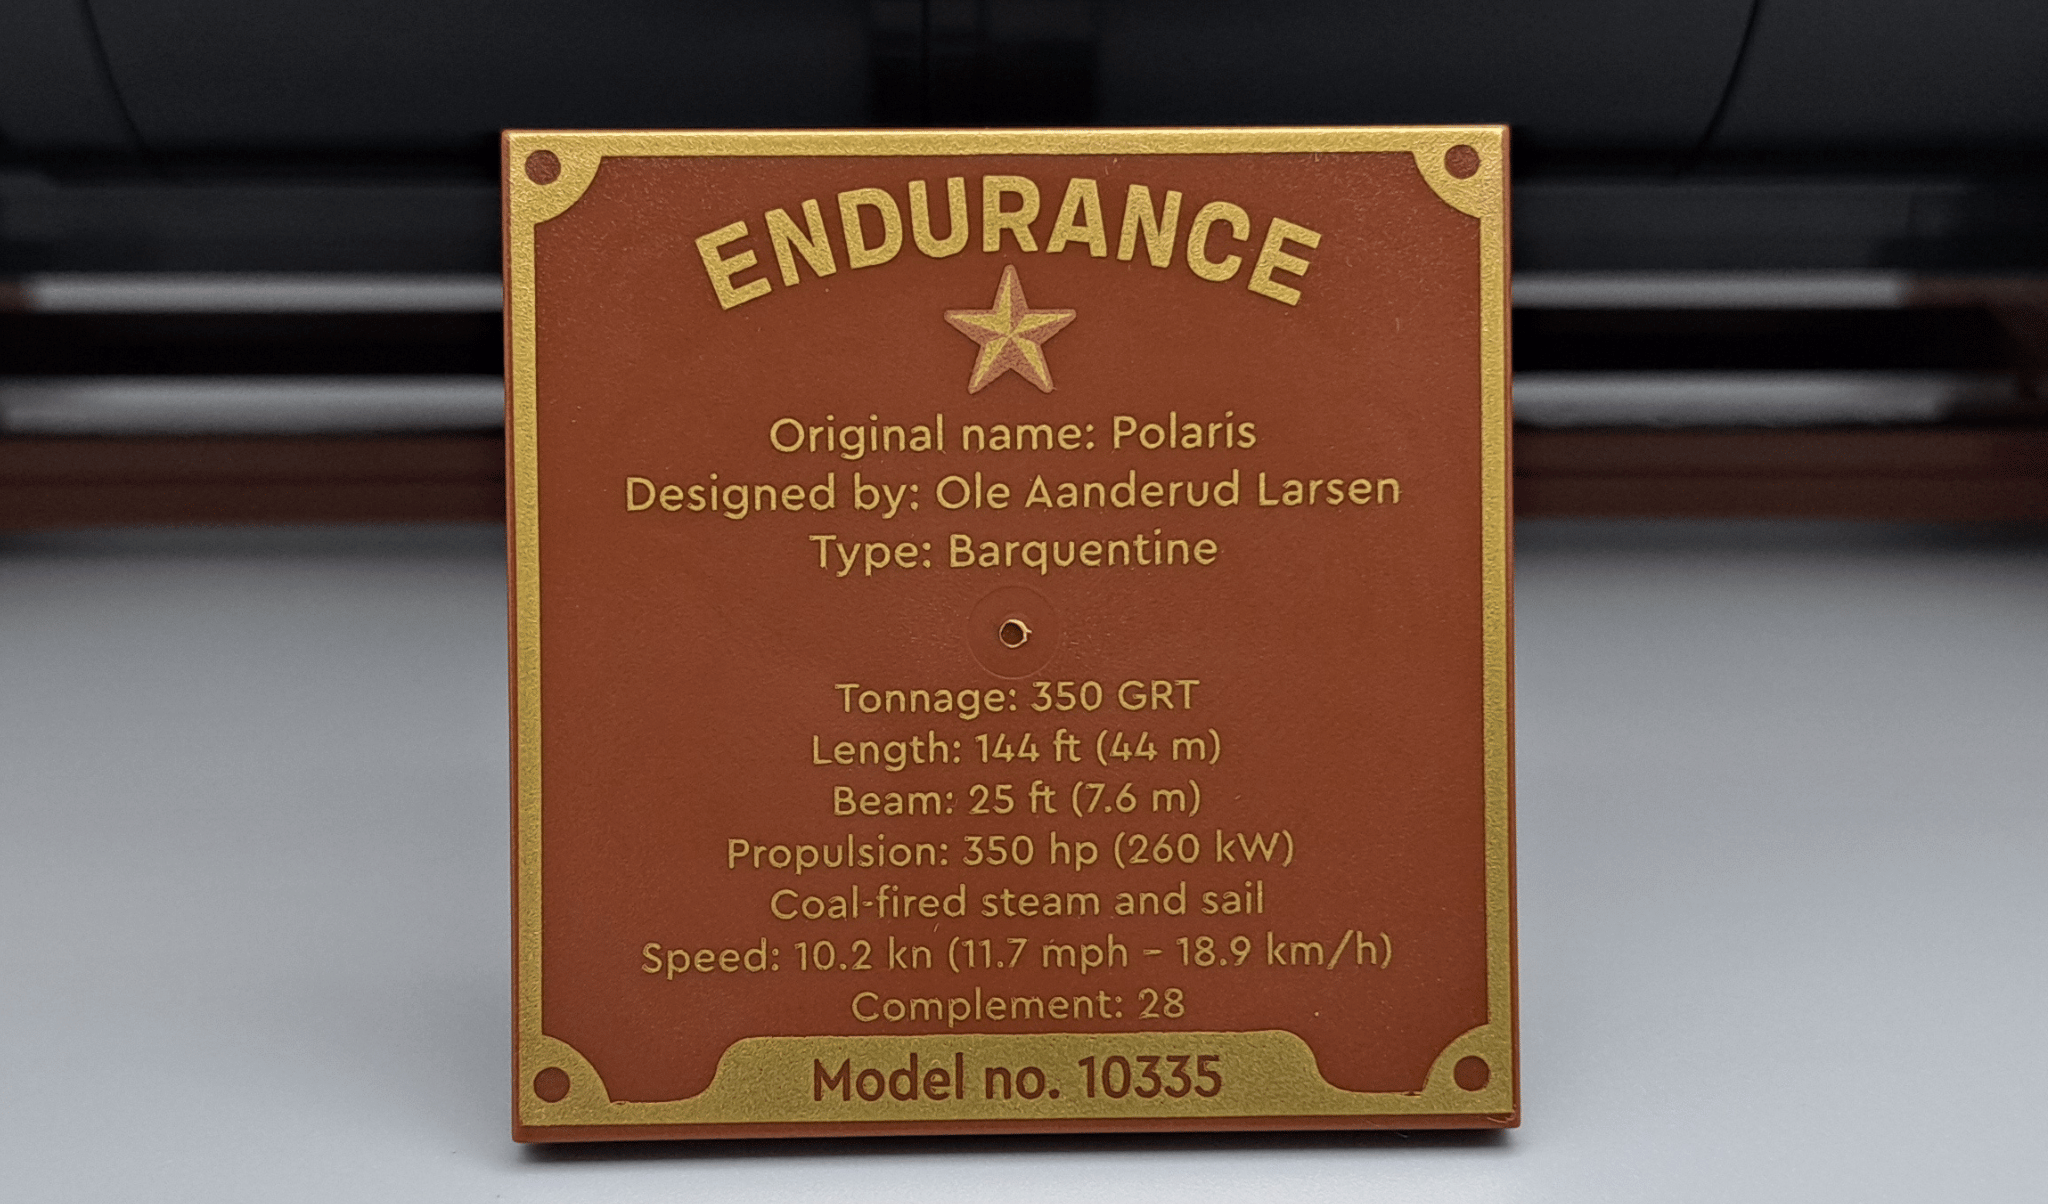 ENDURANCE
Original name: Polaris
Designed by: Ole Aanderud Larsen
Type: Barquentine
Tonnage: 350 GRT
Length: 144 ft (44 m)
Beam: 25 ft (7.6 m)
Propulsion: 350 hp (260 kW)
Coal-fired steam and sail
Speed: 10.2 kn (11.7 mph – 18.9 km/h)
Complement: 28
Model no. 10335